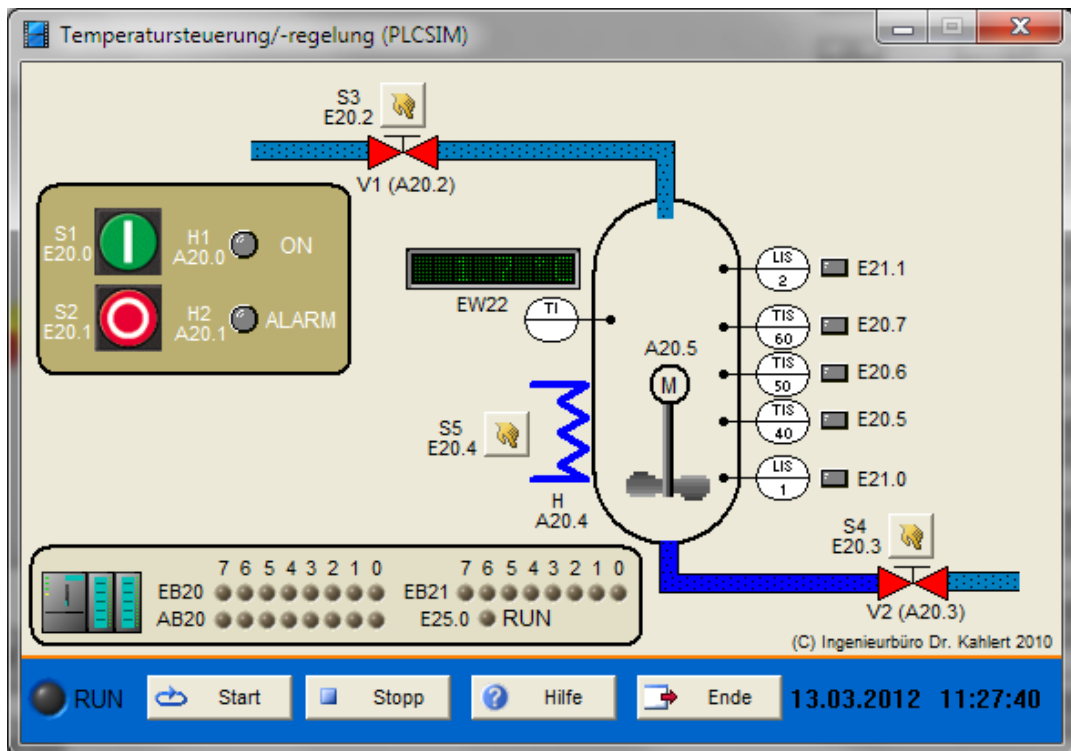 Temperatursteuerung/-regelung (PLCSIM)
S3
E20.2
V1 (A20.2)
S1
E20.0
H1
A20.0
ON
S2
E20.1
H2
A20.1
ALARM
EW22
TI
LIS
2
E21.1
TIS
60
E20.7
A20.5
M
TIS
50
E20.6
TIS
40
E20.5
S5
E20.4
LIS
1
E21.0
H
A20.4
S4
E20.3
V2 (A20.3)
7 6 5 4 3 2 1 0
EB20
AB20
7 6 5 4 3 2 1 0
EB21
E25.0 RUN
(C) Ingenieurbüro Dr. Kahlert 2010
RUN
Start
Stopp
Hilfe
Ende
13.03.2012 11:27:40